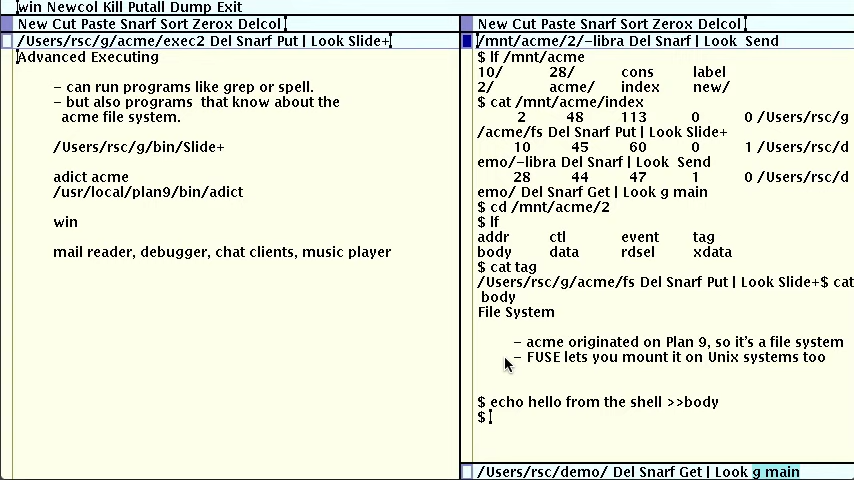 win Newcol Kill Putall Dump Exit
New Cut Paste Snarf Sort Zerox Delcol
/Users/rsc/g/acme/exec2 Del Snarf Put | Look Slide+
Advanced Executing
– can run programs like grep or spell.
– but also programs that know about the
acme file system.
/Users/rsc/g/bin/Slide+
adict acme
/usr/local/plan9/bin/adict
win
mail reader, debugger, chat clients, music player
New Cut Paste Snarf Sort Zerox Delcol
/mnt/acme/2/–libra Del Snarf | Look Send
$ lf /mnt/acme
10/ 28/ cons label
2/ acme/ index new/
$ cat /mnt/acme/index
2 48 113 0 0 /Users/rsc/g
/acme/fs Del Snarf Put | Look Slide+
10 45 60 0 1 /Users/rsc/d
emo/–libra Del Snarf | Look Send
28 44 47 1 0 /Users/rsc/d
emo/ Del Snarf Get | Look g main
$ cd /mnt/acme/2
$ lf
addr ctl event tag
body data rdsel xdata
$ cat tag
/Users/rsc/g/acme/fs Del Snarf Put | Look Slide+$ cat
body
File System
– acme originated on Plan 9, so it's a file system
– FUSE lets you mount it on Unix systems too
$ echo hello from the shell >>body
$
/Users/rsc/demo/ Del Snarf Get | Look g main